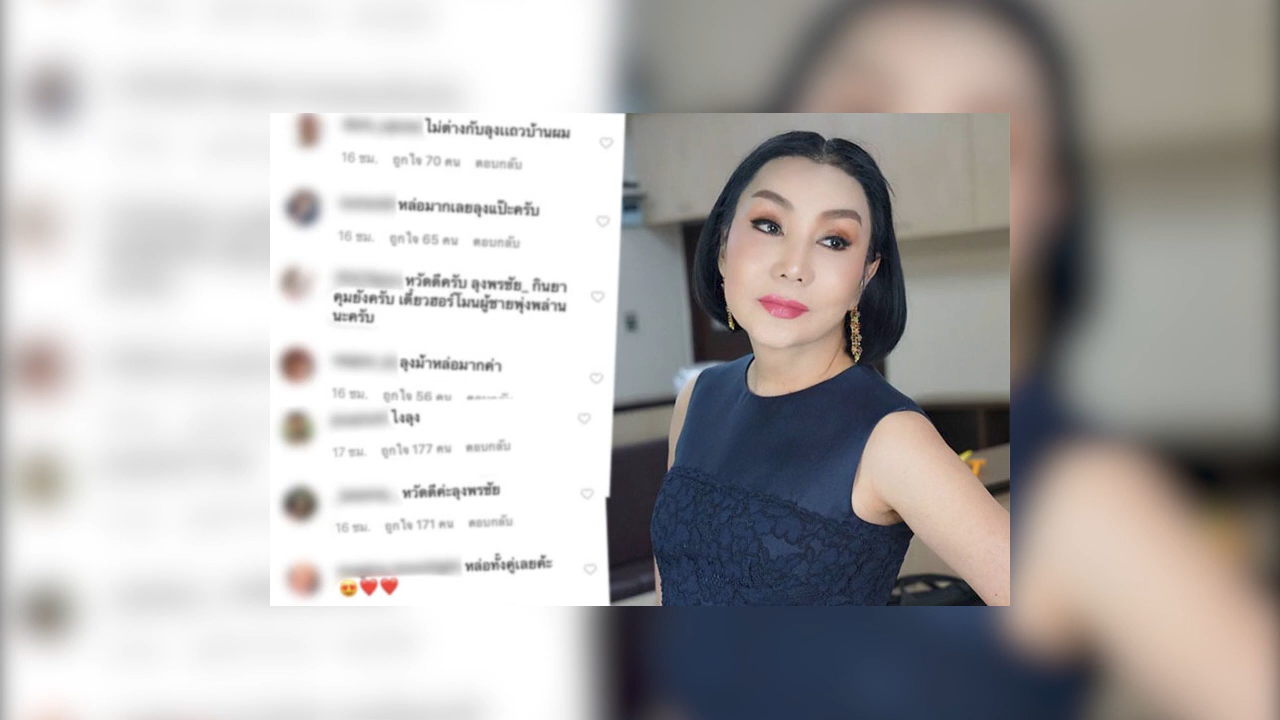 ไม่ต่างกับลุงแถวบ้านผม
16 ชม. ถูกใจ 70 คน ตอบกลับ
หล่อมากเลยลุงแป๊ะครับ
16 ชม. ถูกใจ 65 คน ตอบกลับ
หวัดดีครับ ลุงพรชัย_ กินยา
คุมยังครับ เดี๋ยวฮอร์โมนผู้ชายพุ่งพล่าน
นะครับ
ลุงม้าหล่อมากค่า
16 ชม. ถูกใจ 56 คน
ไงลุง
17 ชม. ถูกใจ 177 คน ตอบกลับ
หวัดดีค่ะลุงพรชัย
16 ชม. ถูกใจ 171 คน ตอบกลับ
หล่อทั้งคู่เลยค้ะ
😍❤️❤️